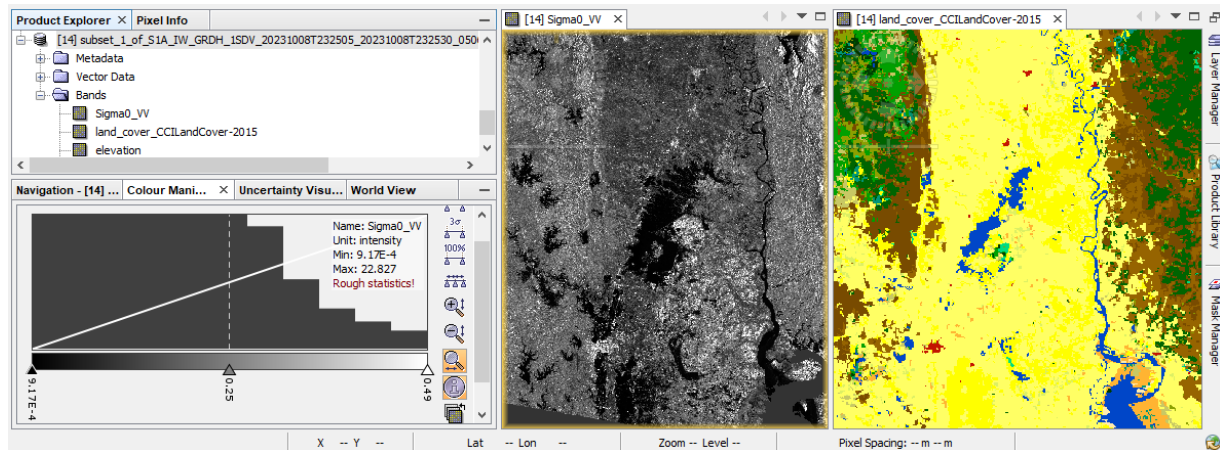 Product Explorer × Pixel Info
[14] Sigma0_VV ×
[14] land_cover_CCILandCover-2015 ×
[14] subset_1_of_S1A_IW_GRDH_1SDV_20231008T232505_20231008T232530_050
Metadata
Vector Data
Bands
Sigma0_VV
land_cover_CCILandCover-2015
elevation
Navigation - [14] ... Colour Mani... × Uncertainty Visu... World View
Name: Sigma0_VV
Unit: intensity
Min: 9.17E-4
Max: 22.827
Rough statistics!
3σ
100%
9.17E-4
0.25
0.49
Layer Manager
Product Library
Mask Manager
X -- Y -- Lat -- Lon -- Zoom -- Level -- Pixel Spacing: -- m -- m